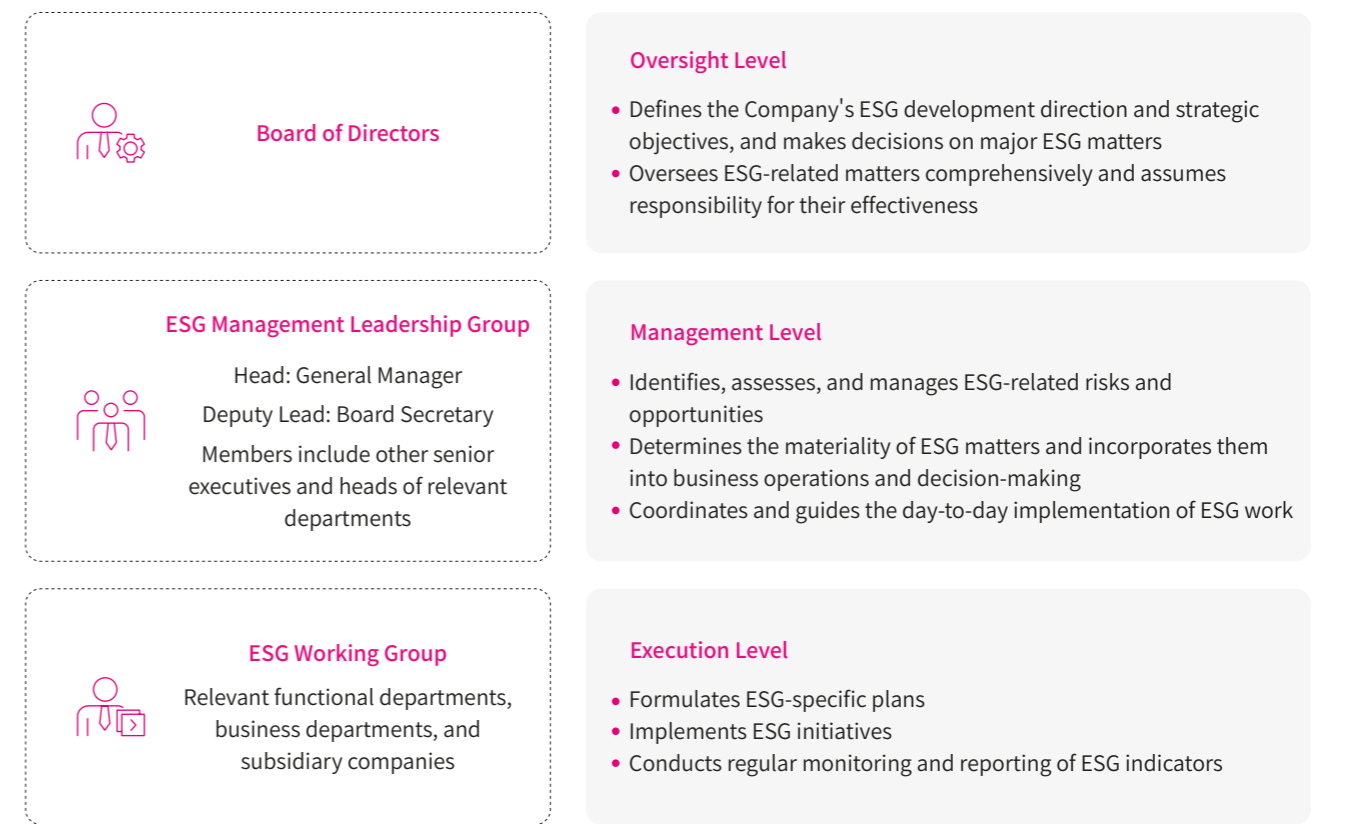 Board of Directors
Oversight Level
• Defines the Company's ESG development direction and strategic
objectives, and makes decisions on major ESG matters
• Oversees ESG-related matters comprehensively and assumes
responsibility for their effectiveness
ESG Management Leadership Group
Head: General Manager
Deputy Lead: Board Secretary
Members include other senior
executives and heads of relevant
departments
Management Level
• Identifies, assesses, and manages ESG-related risks and
opportunities
• Determines the materiality of ESG matters and incorporates them
into business operations and decision-making
• Coordinates and guides the day-to-day implementation of ESG work
ESG Working Group
Relevant functional departments,
business departments, and
subsidiary companies
Execution Level
• Formulates ESG-specific plans
• Implements ESG initiatives
• Conducts regular monitoring and reporting of ESG indicators